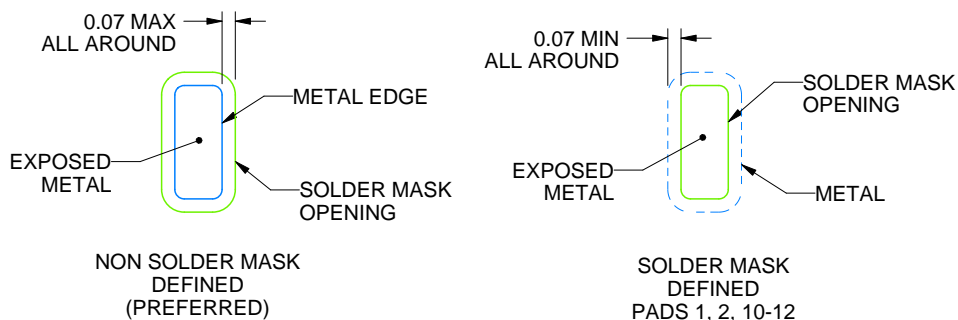 0.07 MAX
ALL AROUND
METAL EDGE
EXPOSED
METAL
SOLDER MASK
OPENING
NON SOLDER MASK
DEFINED
(PREFERRED)
0.07 MIN
ALL AROUND
SOLDER MASK
OPENING
EXPOSED
METAL
METAL
SOLDER MASK
DEFINED
PADS 1, 2, 10-12